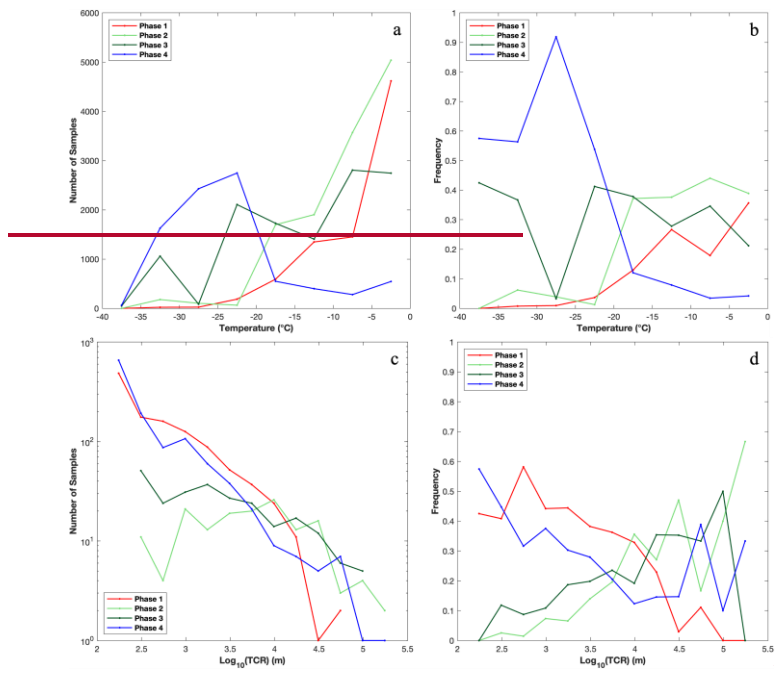 6000
5000
4000
3000
2000
1000
0
-40
-35
-30
-25
-20
-15
-10
-5
0
Number of Samples
Temperature (°C)
Phase 1
Phase 2
Phase 3
Phase 4
a
1
0.9
0.8
0.7
0.6
0.5
0.4
0.3
0.2
0.1
0
-40
-35
-30
-25
-20
-15
-10
-5
0
Frequency
Temperature (°C)
Phase 1
Phase 2
Phase 3
Phase 4
b
10³
10²
10¹
10⁰
2
2.5
3
3.5
4
4.5
5
5.5
Number of Samples
Log₁₀(TCR) (m)
Phase 1
Phase 2
Phase 3
Phase 4
c
1
0.9
0.8
0.7
0.6
0.5
0.4
0.3
0.2
0.1
0
2
2.5
3
3.5
4
4.5
5
5.5
Frequency
Log₁₀(TCR) (m)
Phase 1
Phase 2
Phase 3
Phase 4
d